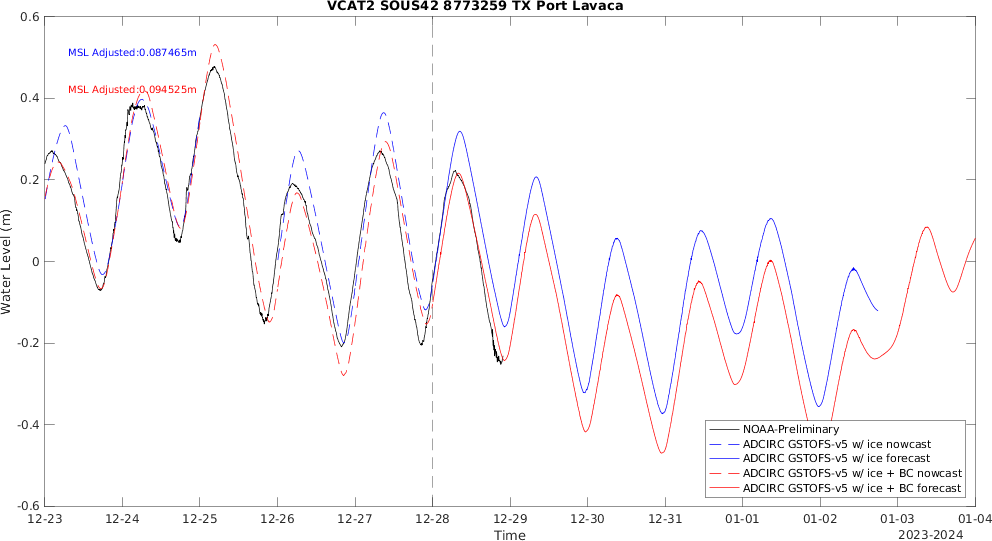 VCAT2 SOUS42 8773259 TX Port Lavaca
0.6
MSL Adjusted:0.087465m
MSL Adjusted:0.094525m
0.4
0.2
0
-0.2
-0.4
-0.6
Water Level (m)
NOAA-Preliminary
ADCIRC GSTOFS-v5 w/ ice nowcast
ADCIRC GSTOFS-v5 w/ ice forecast
ADCIRC GSTOFS-v5 w/ ice + BC nowcast
ADCIRC GSTOFS-v5 w/ ice + BC forecast
12-23 12-24 12-25 12-26 12-27 12-28 12-29 12-30 12-31 01-01 01-02 01-03 01-04
Time
2023-2024